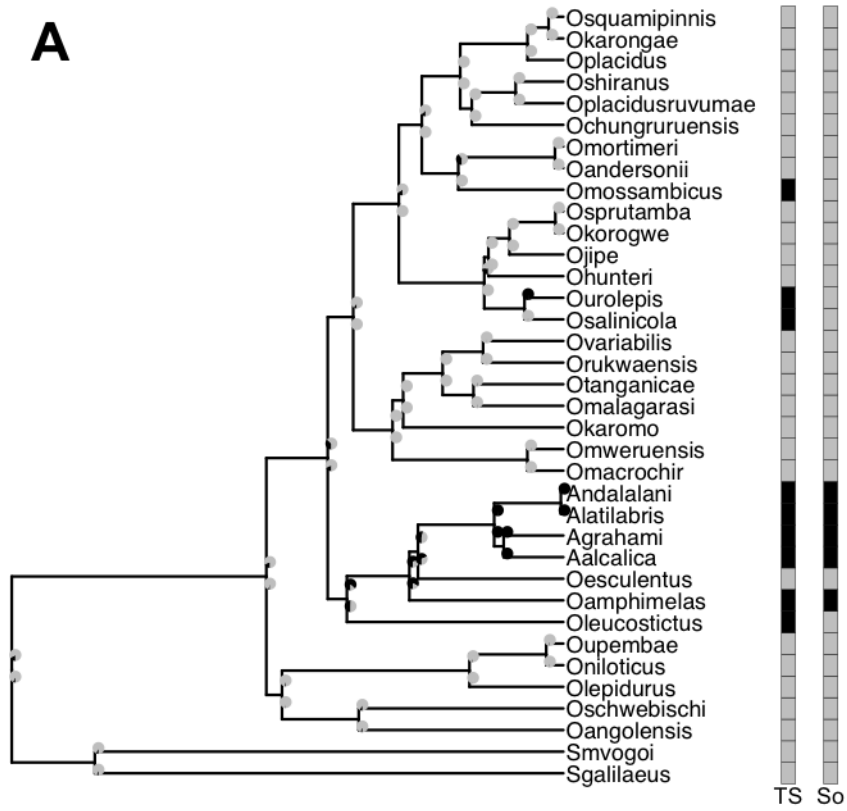 A
Osquamipinnis
Okarongae
Oplacidus
Oshiranus
Oplacidusruvumae
Ochungruruensis
Omortimeri
Oandersonii
Omossambicus
Osprutamba
Okorogwe
Ojipe
Ohunteri
Ourolepis
Osalinicola
Ovariabilis
Orukwaensis
Otanganicae
Omalagarasi
Okaromo
Omweruensis
Omacrochir
Andalalani
Alatilabris
Agrahami
Aalcalica
Oesculentus
Oamphimelas
Oleucostictus
Oupembae
Oniloticus
Olepidurus
Oschwebischi
Oangolensis
Smvogoi
Sgalilaeus
TS So